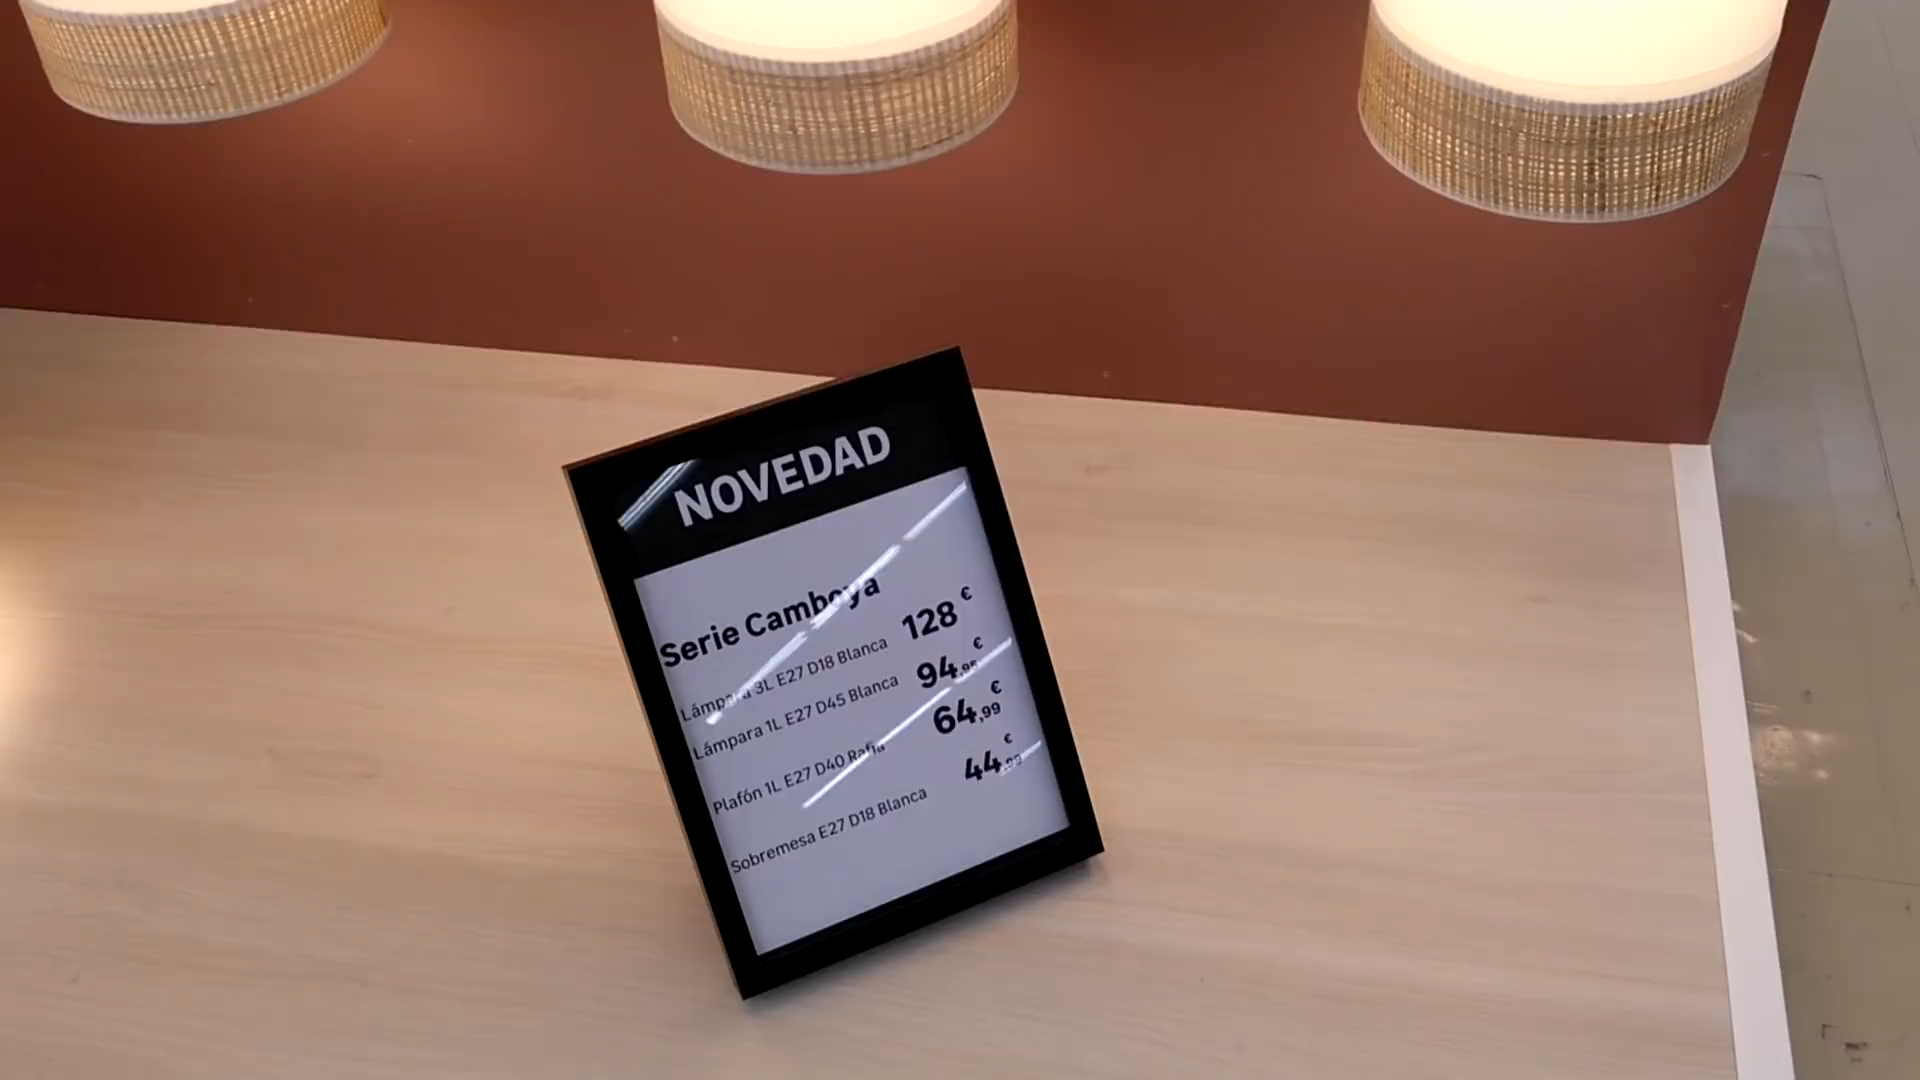 NOVEDAD
Serie Camboya
Lámpara 3L E27 D18 Blanca 128 €
Lámpara 1L E27 D45 Blanca 94 €
Plafón 1L E27 D40 Rafia 64,99 €
Sobremesa E27 D18 Blanca 44,99 €